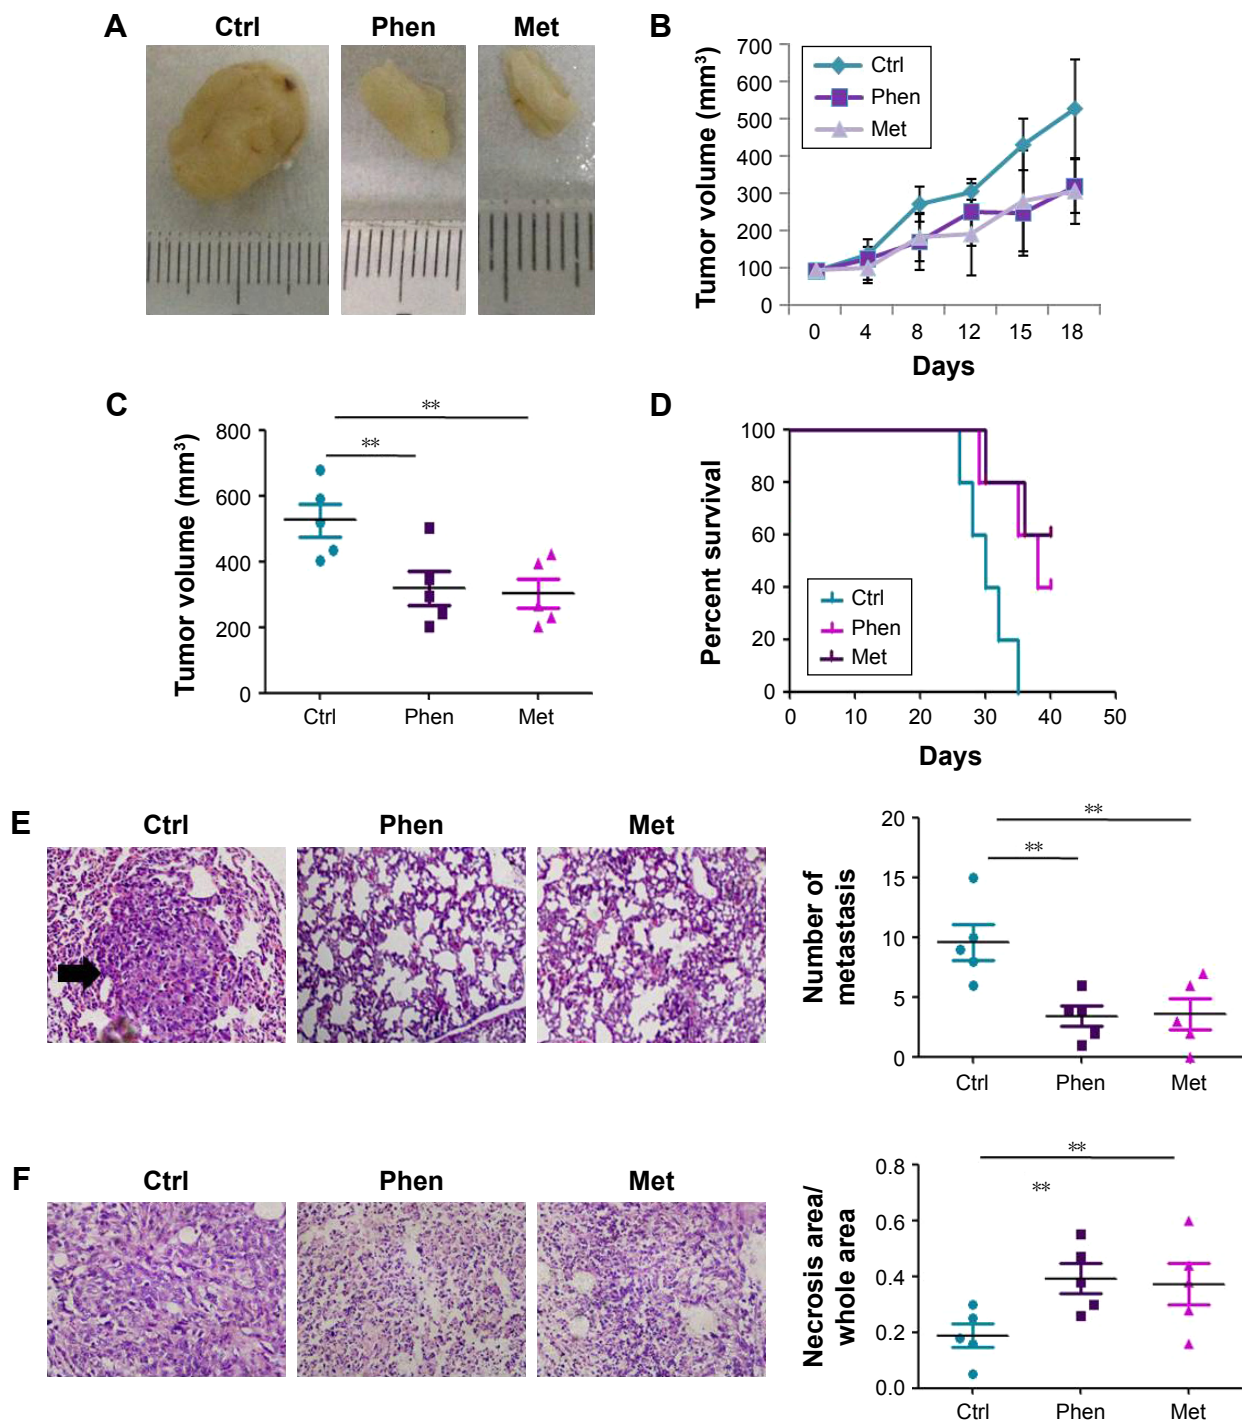 A
Ctrl
Phen
Met
B
Tumor volume (mm³)
700
600
500
400
300
200
100
0
Ctrl
Phen
Met
0 4 8 12 15 18
Days
C
Tumor volume (mm³)
800
600
400
200
0
**
**
Ctrl Phen Met
D
Percent survival
100
80
60
40
20
0
Ctrl
Phen
Met
0 10 20 30 40 50
Days
E
Ctrl
Phen
Met
Number of
metastasis
20
15
10
5
0
**
**
Ctrl Phen Met
F
Ctrl
Phen
Met
Necrosis area/
whole area
0.8
0.6
0.4
0.2
0.0
**
**
Ctrl Phen Met